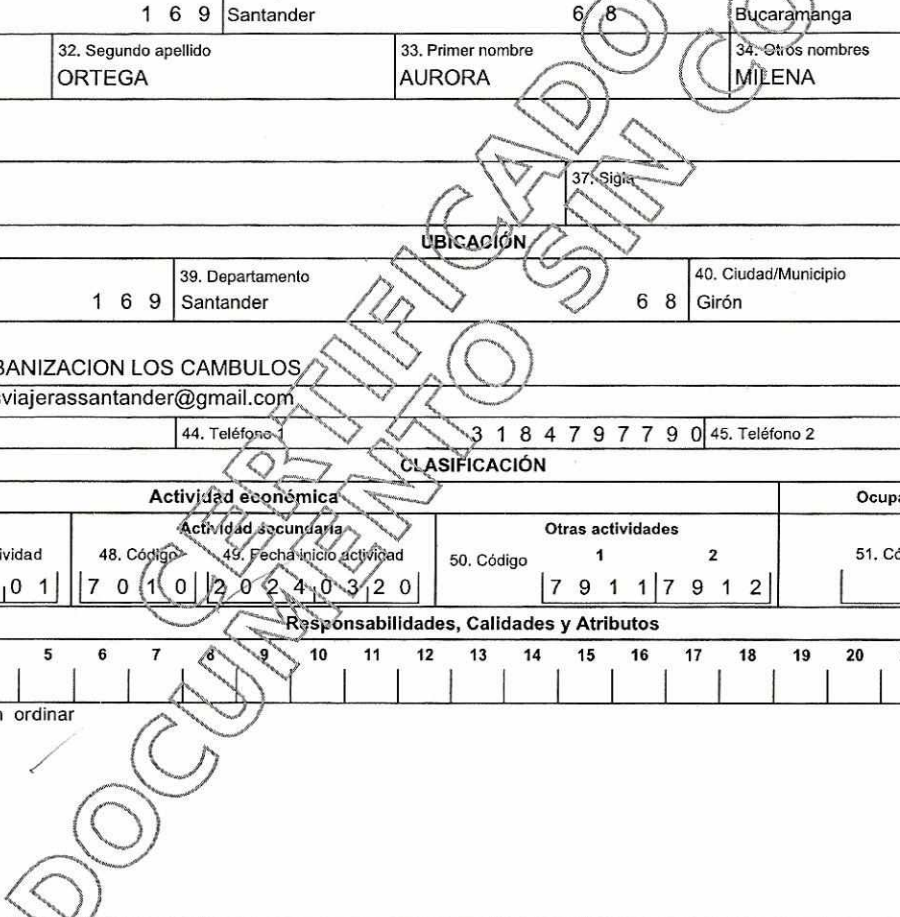 1 6 9 Santander 6 8 Bucaramanga
32. Segundo apellido 33. Primer nombre 34. Otros nombres
ORTEGA AURORA MILENA
37. Sigla
UBICACIÓN
39. Departamento 40. Ciudad/Municipio
1 6 9 Santander 6 8 Girón
BANIZACION LOS CAMBULOS
viajerassantander@gmail.com
44. Teléfono 1 3 1 8 4 7 9 7 7 9 0 45. Teléfono 2
CLASIFICACIÓN
Actividad económica Ocupa
Actividad secundaria Otras actividades
ividad 48. Código 49. Fecha inicio actividad 50. Código 1 2 51. Có
0 1 7 0 1 0 2 0 2 4 0 3 2 0 7 9 1 1 7 9 1 2
Responsabilidades, Calidades y Atributos
5 6 7 8 9 10 11 12 13 14 15 16 17 18 19 20
ordinar
CERTIFICADO
DOCUMENTO SIN CO